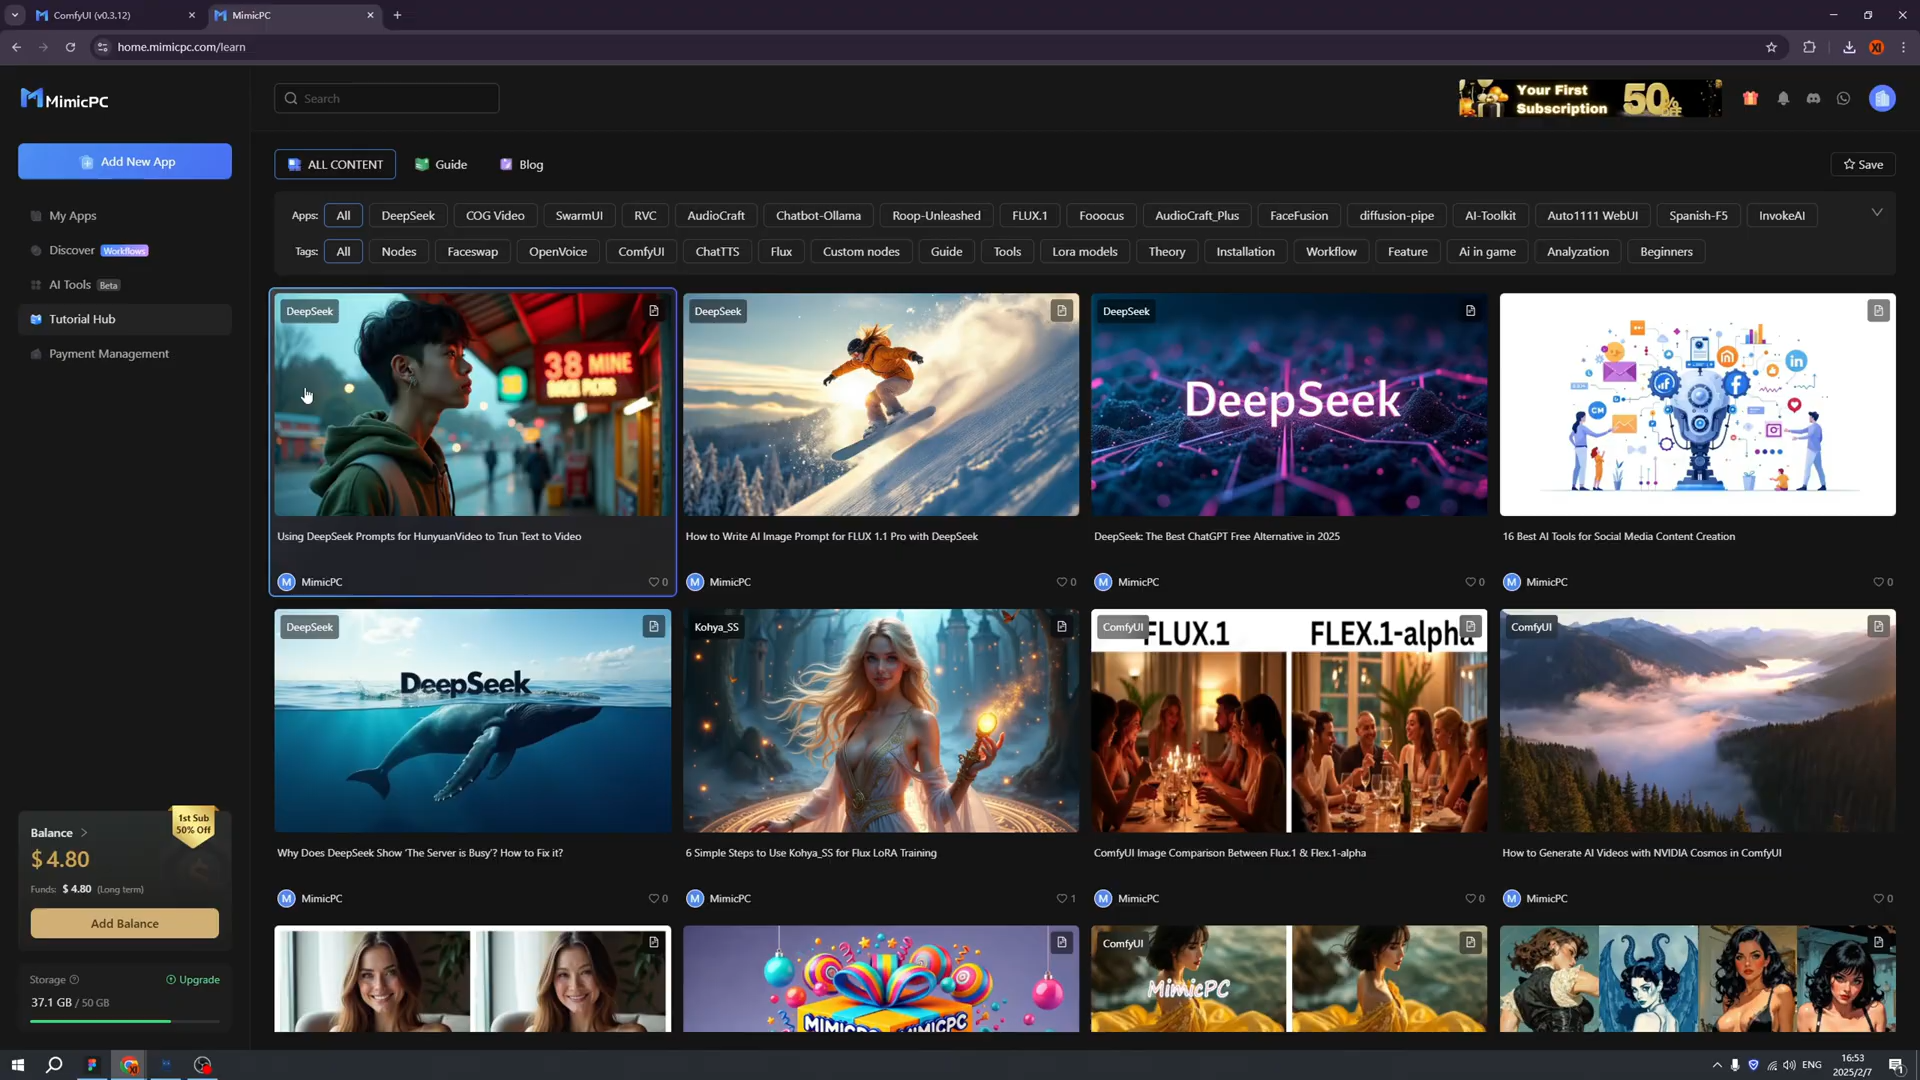 ComfyUI (v0.3.12)
MimicPC
home.mimicpc.com/learn
MimicPC
Search
Your First
Subscription
50% OFF
Add New App
My Apps
Discover Workflows
AI Tools Beta
Tutorial Hub
Payment Management
ALL CONTENT
Guide
Blog
Save
Apps: All DeepSeek COG Video SwarmUI RVC AudioCraft Chatbot-Ollama Roop-Unleashed FLUX.1 Fooocus AudioCraft_Plus FaceFusion diffusion-pipe AI-Toolkit Auto1111 WebUI Spanish-F5 InvokeAI
Tags: All Nodes Faceswap OpenVoice ComfyUI ChatTTS Flux Custom nodes Guide Tools Lora models Theory Installation Workflow Feature Ai in game Analyzation Beginners
DeepSeek
38 MINE
DeepSeek
DeepSeek
DeepSeek
CM
in
Using DeepSeek Prompts for HunyuanVideo to Trun Text to Video
How to Write AI Image Prompt for FLUX 1.1 Pro with DeepSeek
DeepSeek: The Best ChatGPT Free Alternative in 2025
16 Best AI Tools for Social Media Content Creation
M MimicPC 0
M MimicPC 0
M MimicPC 0
M MimicPC 0
DeepSeek
DeepSeek
Kohya_SS
ComfyUI
FLUX.1 FLEX.1-alpha
ComfyUI
Why Does DeepSeek Show 'The Server is Busy'? How to Fix it?
6 Simple Steps to Use Kohya_SS for Flux LoRA Training
ComfyUI Image Comparison Between Flux.1 & Flex.1-alpha
How to Generate AI Videos with NVIDIA Cosmos in ComfyUI
M MimicPC 0
M MimicPC 1
M MimicPC 0
M MimicPC 0
MIMICPC MIMICPC
ComfyUI
MimicPC
1st Sub
50% Off
Balance
$ 4.80
Funds: $ 4.80 (Long term)
Add Balance
Storage
Upgrade
37.1 GB / 50 GB
ENG
16:53
2025/2/7